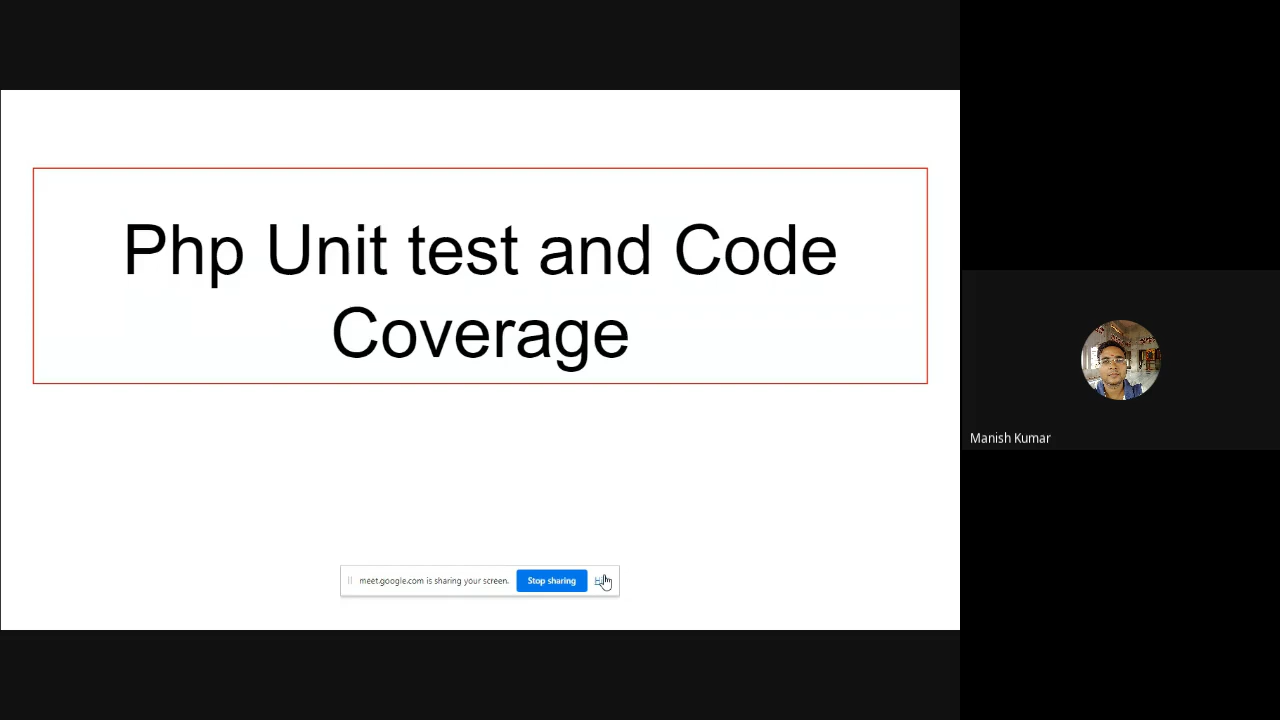 Php Unit test and Code
Coverage
meet.google.com is sharing your screen. Stop sharing
Manish Kumar